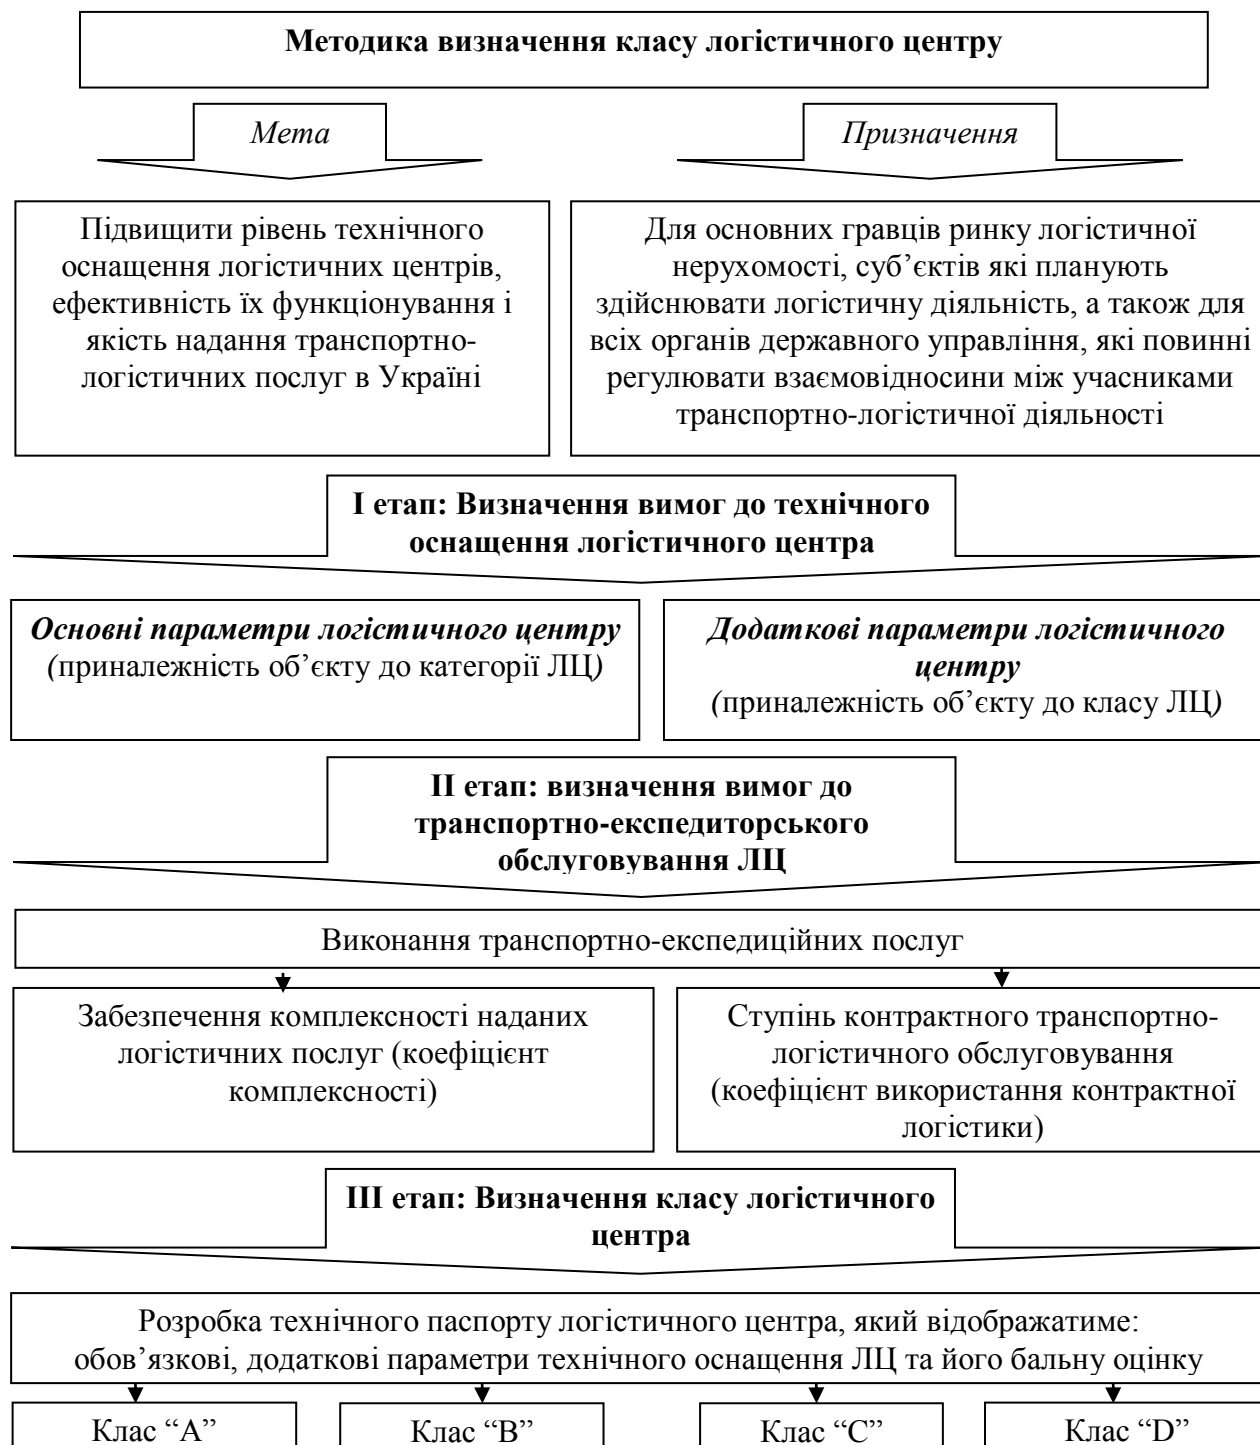 Методика визначення класу логістичного центру
Мета
Призначення
Підвищити рівень технічного
оснащення логістичних центрів,
ефективність їх функціонування і
якість надання транспортно-
логістичних послуг в Україні
Для основних гравців ринку логістичної
нерухомості, суб’єктів які планують
здійснювати логістичну діяльність, а також для
всіх органів державного управління, які повинні
регулювати взаємовідносини між учасниками
транспортно-логістичної діяльності
І етап: Визначення вимог до технічного
оснащення логістичного центра
Основні параметри логістичного центру
(приналежність об’єкту до категорії ЛЦ)
Додаткові параметри логістичного
центру
(приналежність об’єкту до класу ЛЦ)
ІІ етап: визначення вимог до
транспортно-експедиторського
обслуговування ЛЦ
Виконання транспортно-експедиційних послуг
Забезпечення комплексності наданих
логістичних послуг (коефіцієнт
комплексності)
Ступінь контрактного транспортно-
логістичного обслуговування
(коефіцієнт використання контрактної
логістики)
ІІІ етап: Визначення класу логістичного
центра
Розробка технічного паспорту логістичного центра, який відображатиме:
обов’язкові, додаткові параметри технічного оснащення ЛЦ та його бальну оцінку
Клас “А”
Клас “В”
Клас “С”
Клас “D”